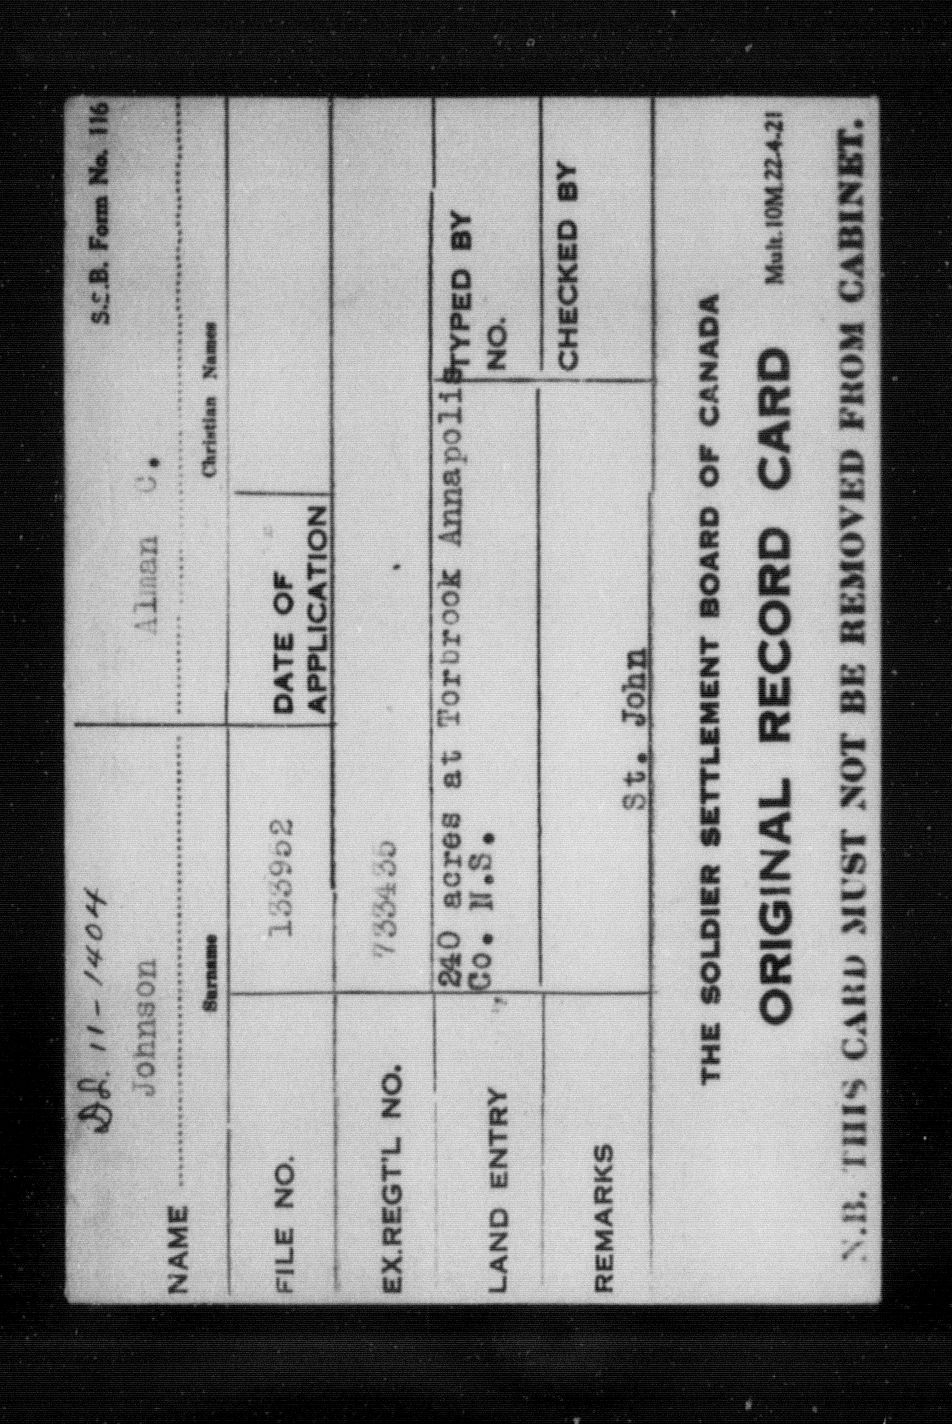 DL. 11-1404
S.S.B. Form No. 116
Johnson Alman C.
NAME
Surname Christian Names
FILE NO. 133952 DATE OF
APPLICATION
EX.REGT'L NO. 733435
240 acres at Torbrook Annapolis
LAND ENTRY Co. N.S.
TYPED BY
NO.
CHECKED BY
REMARKS
St. John
THE SOLDIER SETTLEMENT BOARD OF CANADA
ORIGINAL RECORD CARD Mult. 10M 22-4-21
N.B. THIS CARD MUST NOT BE REMOVED FROM CABINET.